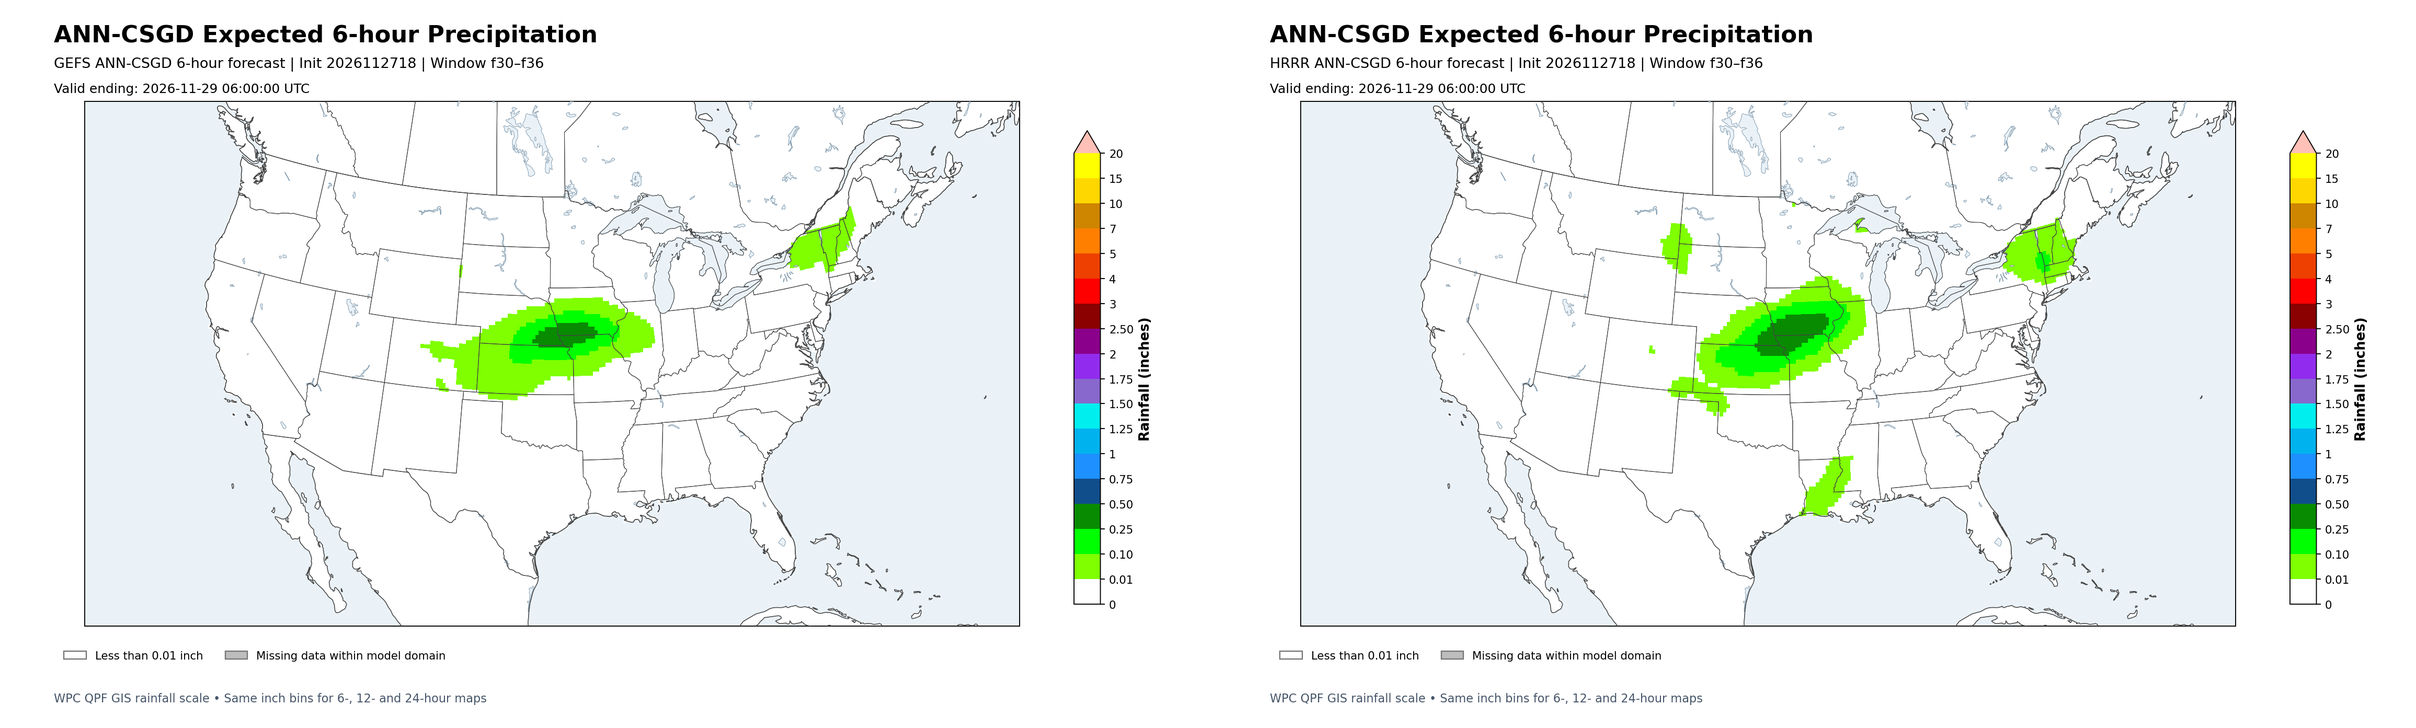 ANN-CSGD Expected 6-hour Precipitation
GEFS ANN-CSGD 6-hour forecast | Init 2026112718 | Window f30–f36
Valid ending: 2026-11-29 06:00:00 UTC
20
15
10
7
5
4
3
2.50
2
1.75
1.50
1.25
1
0.75
0.50
0.25
0.10
0.01
0
Rainfall (inches)
Less than 0.01 inch
Missing data within model domain
WPC QPF GIS rainfall scale • Same inch bins for 6-, 12- and 24-hour maps
ANN-CSGD Expected 6-hour Precipitation
HRRR ANN-CSGD 6-hour forecast | Init 2026112718 | Window f30–f36
Valid ending: 2026-11-29 06:00:00 UTC
20
15
10
7
5
4
3
2.50
2
1.75
1.50
1.25
1
0.75
0.50
0.25
0.10
0.01
0
Rainfall (inches)
Less than 0.01 inch
Missing data within model domain
WPC QPF GIS rainfall scale • Same inch bins for 6-, 12- and 24-hour maps